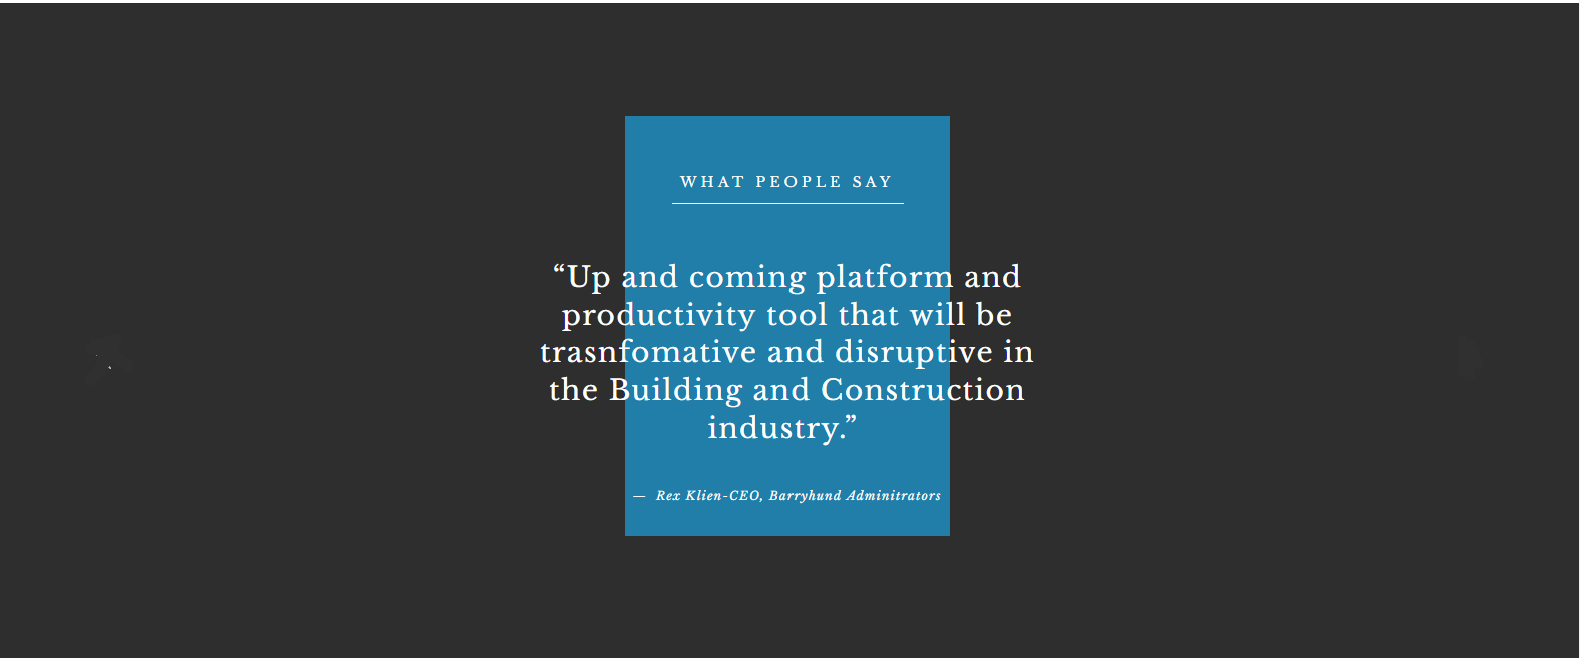 WHAT PEOPLE SAY
“Up and coming platform and
productivity tool that will be
trasnfomative and disruptive in
the Building and Construction
industry.”
— Rex Klien-CEO, Barryhund Adminitrators